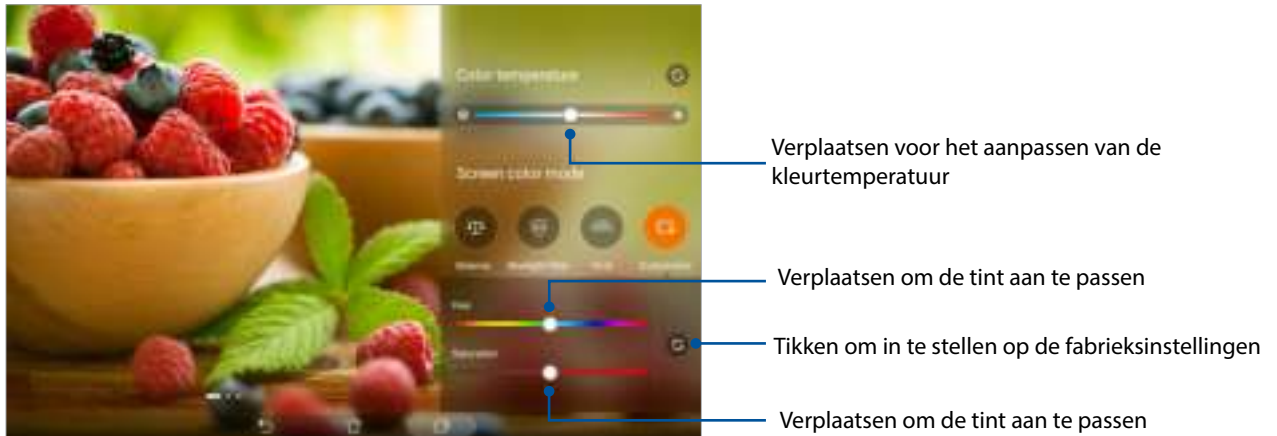 Color temperature
Verplaatsen voor het aanpassen van de
kleurtemperatuur
Screen color mode
Verplaatsen om de tint aan te passen
Tikken om in te stellen op de fabrieksinstellingen
Saturation
Verplaatsen om de tint aan te passen